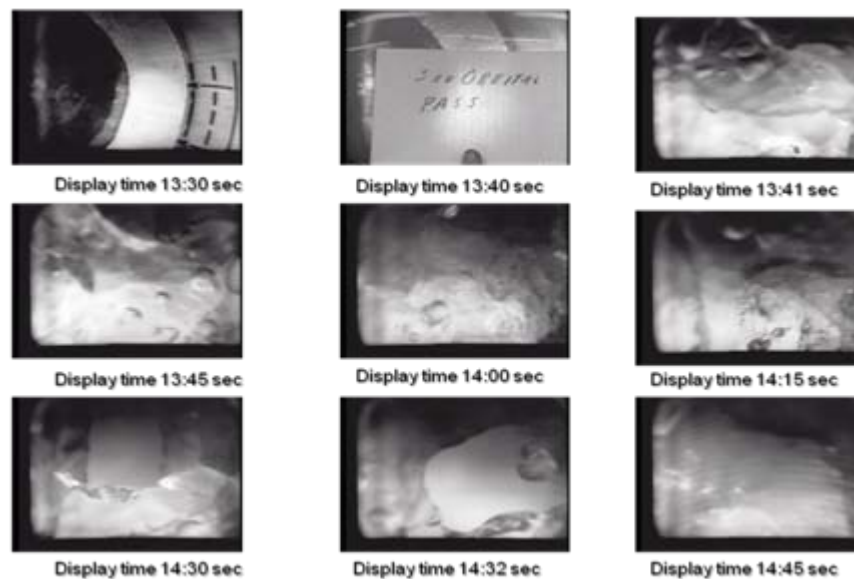 Display time 13:30 sec
2ND ORBITAL
PASS
Display time 13:40 sec
Display time 13:41 sec
Display time 13:45 sec
Display time 14:00 sec
Display time 14:15 sec
Display time 14:30 sec
Display time 14:32 sec
Display time 14:45 sec